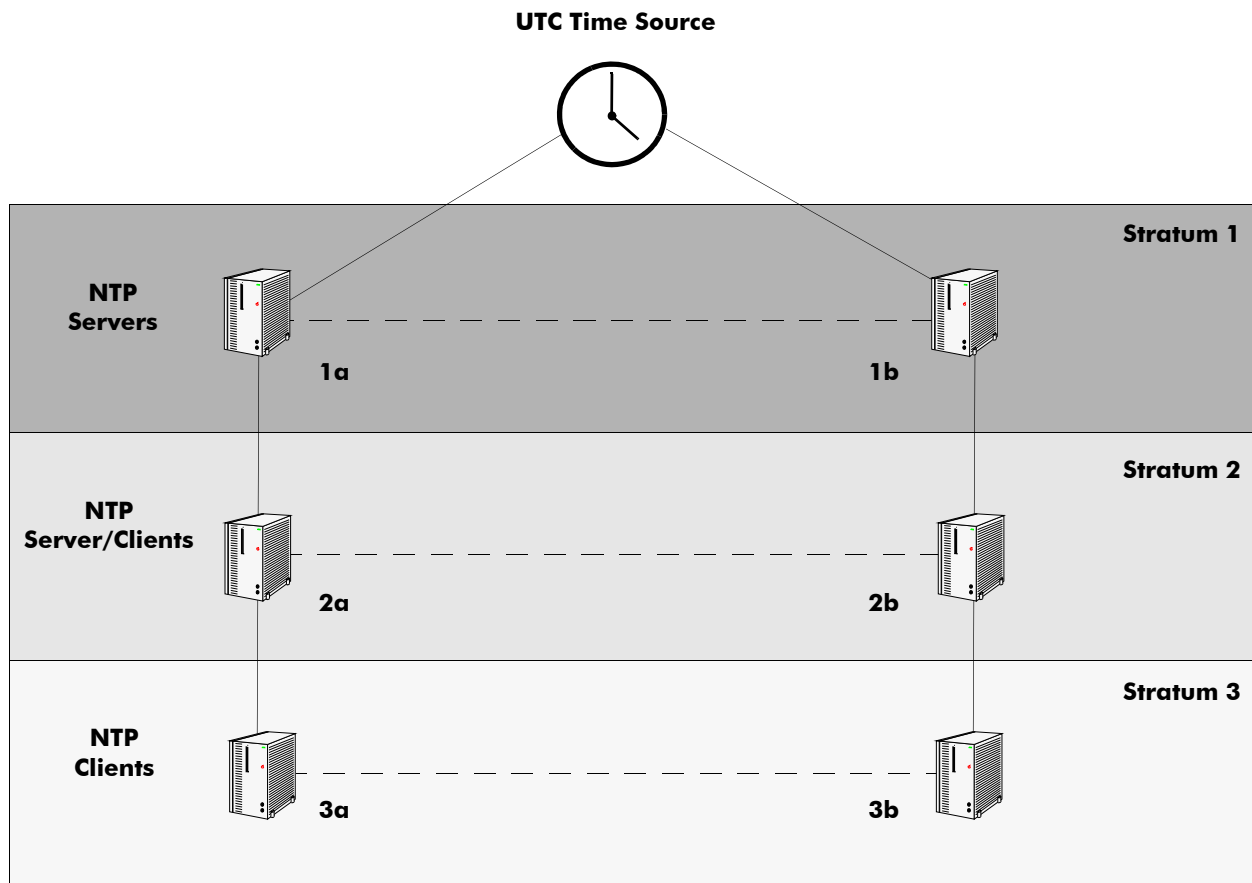 UTC Time Source
Stratum 1
NTP
Servers
1a
1b
Stratum 2
NTP
Server/Clients
2a
2b
Stratum 3
NTP
Clients
3a
3b